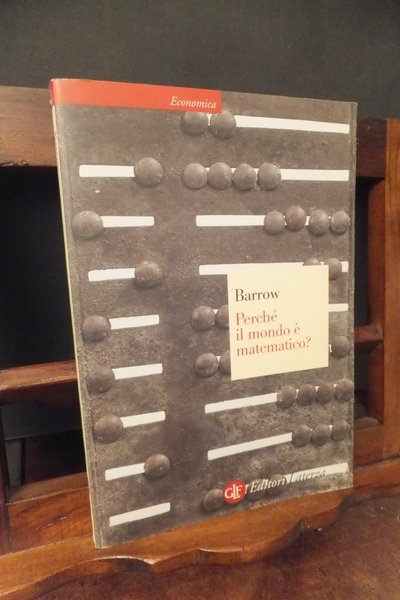 Economica
Barrow
Perché
il mondo è
matematico?
GLF Editori Laterza